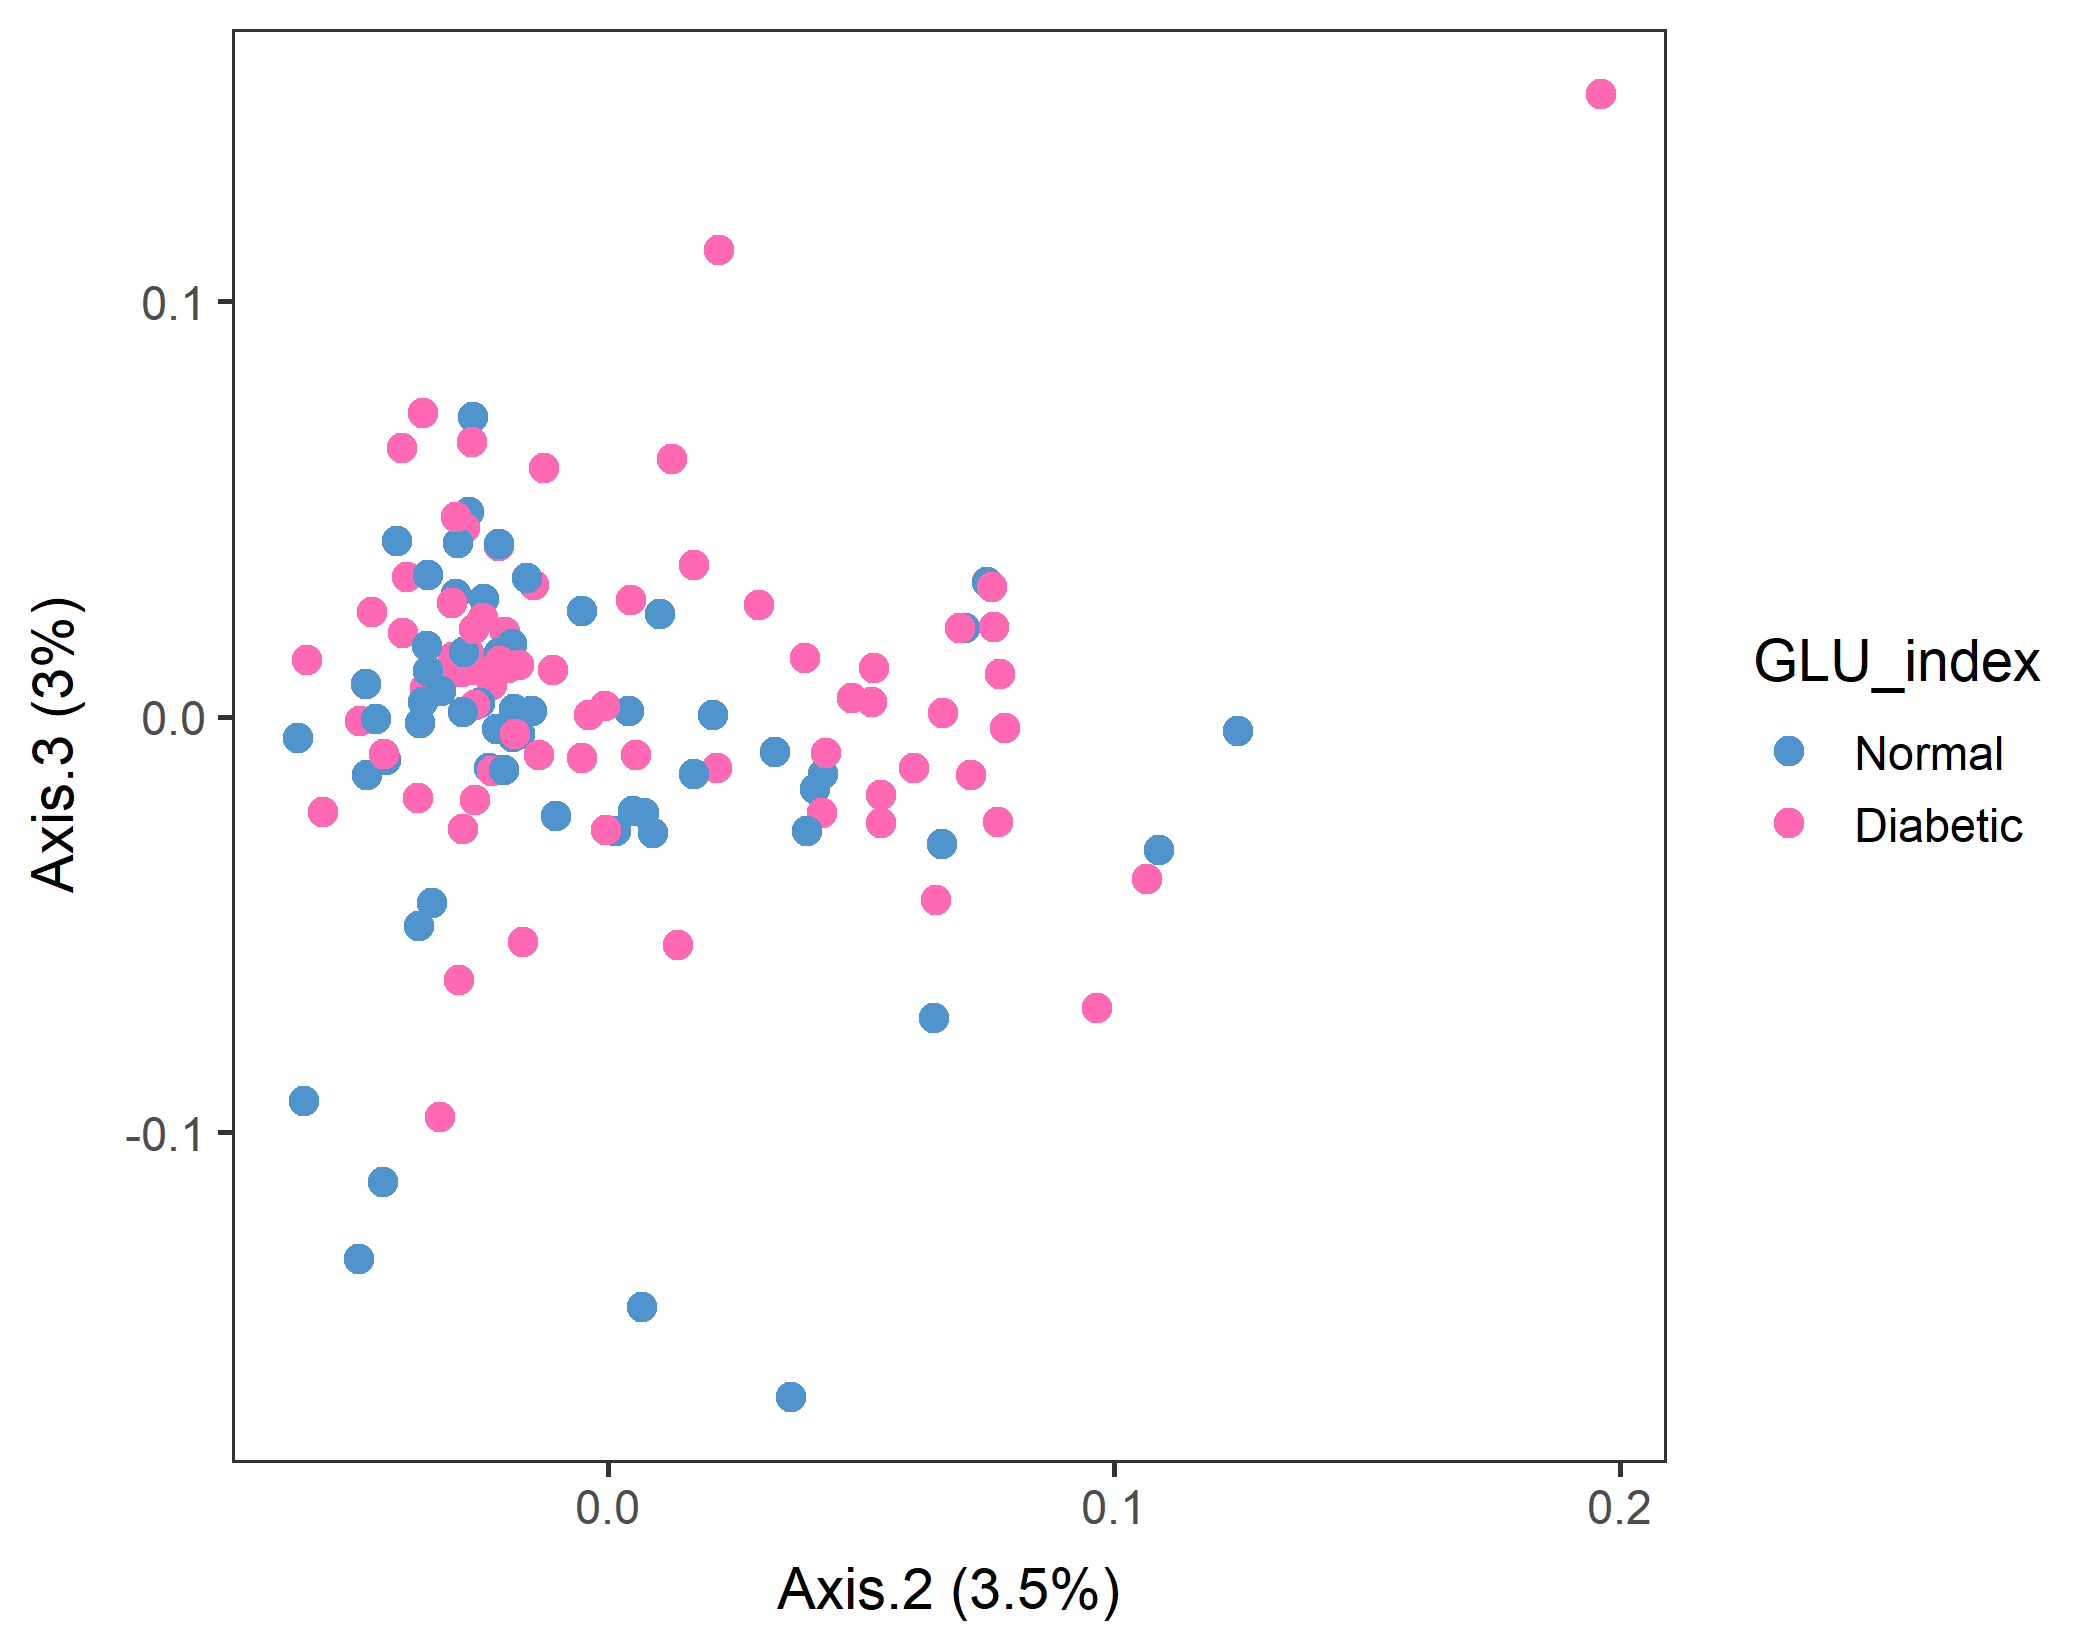 0.1
0.0
-0.1
Axis.3 (3%)
0.0
0.1
0.2
Axis.2 (3.5%)
GLU_index
Normal
Diabetic